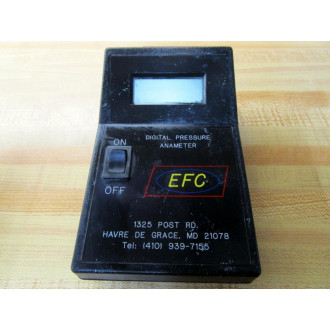 DIGITAL PRESSURE
ANAMETER
ON
OFF
EFC
1325 POST RD.
HAVRE DE GRACE, MD 21078
Tel: (410) 939-7155